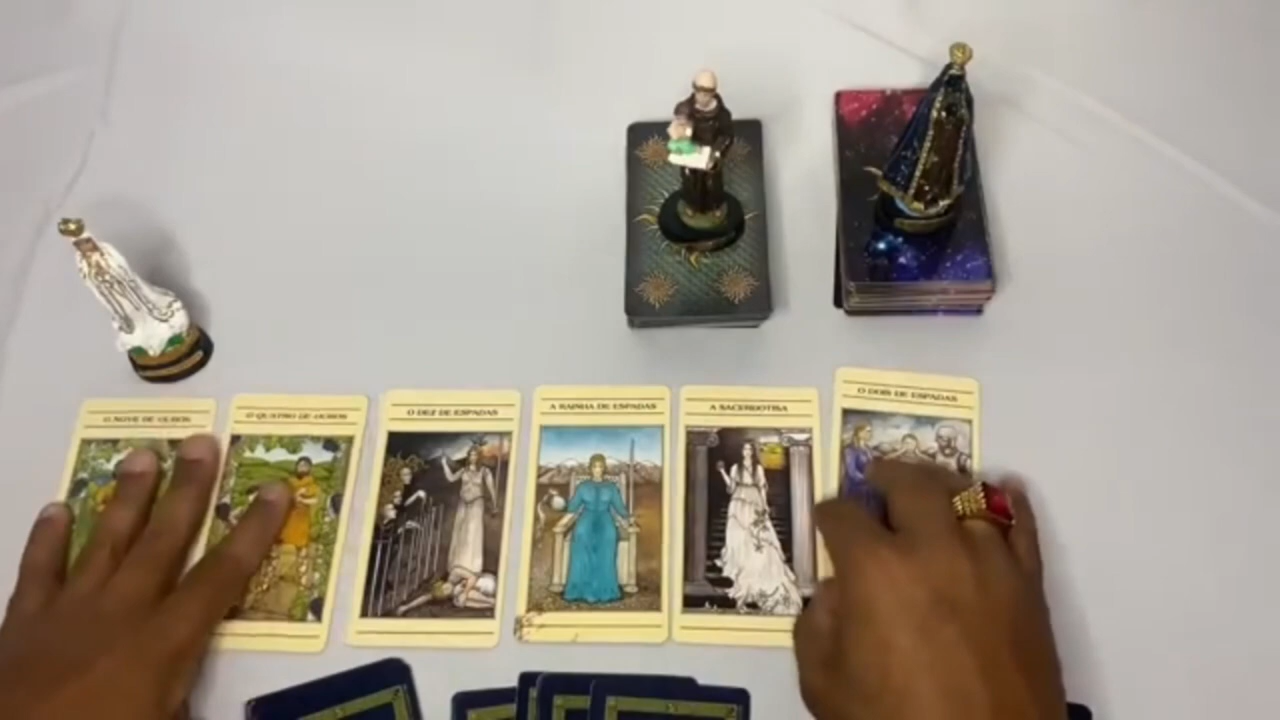 O NOVE DE OUROS
O QUATRO DE OUROS
O DEZ DE ESPADAS
A RAINHA DE ESPADAS
A SACERDOTISA
O DOIS DE ESPADAS